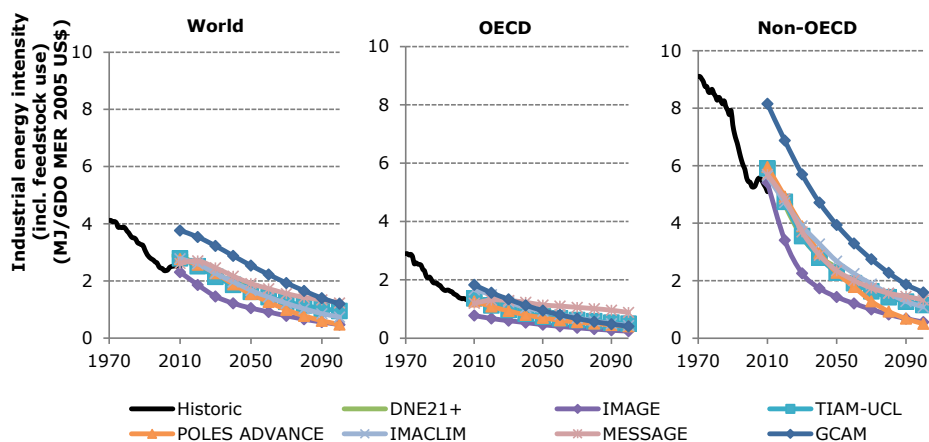 World
OECD
Non-OECD
Industrial energy intensity
(incl. feedstock use)
(MJ/GDO MER 2005 US$)
10
8
6
4
2
0
1970 2010 2050 2090
10
8
6
4
2
0
1970 2010 2050 2090
10
8
6
4
2
0
1970 2010 2050 2090
Historic DNE21+ IMAGE TIAM-UCL
POLES ADVANCE IMACLIM MESSAGE GCAM